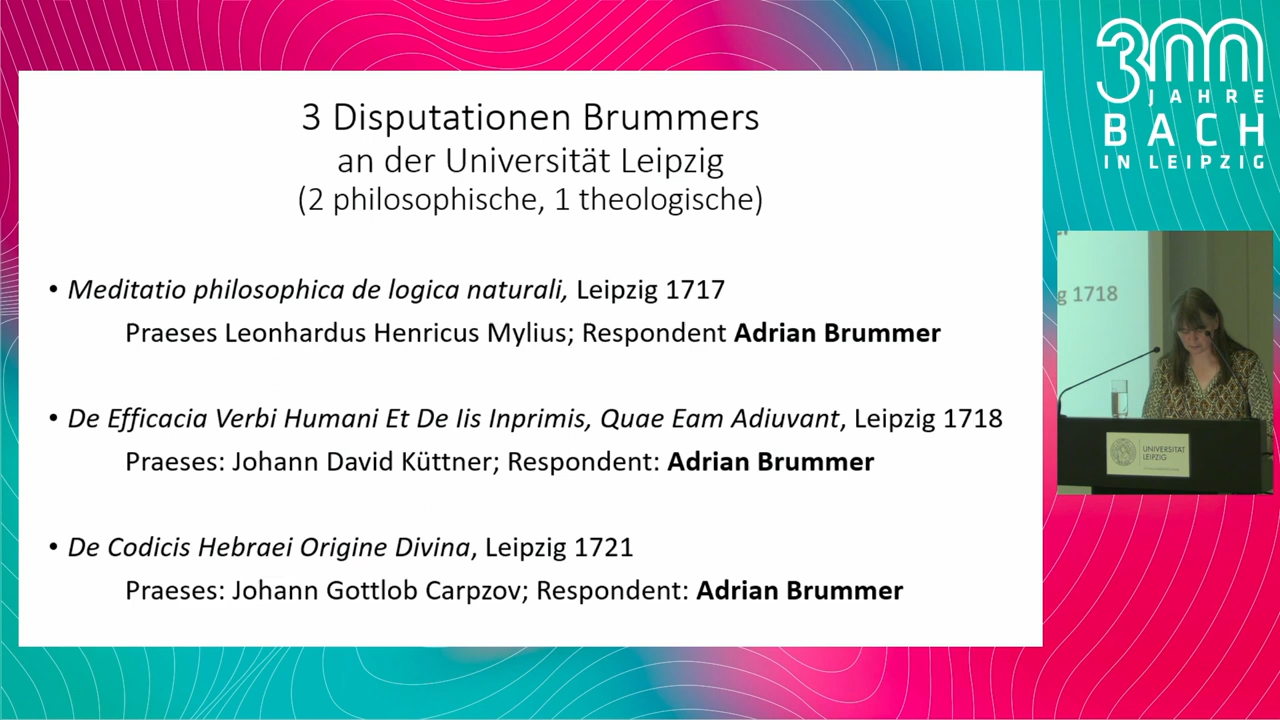 3 Disputationen Brummers
an der Universität Leipzig
(2 philosophische, 1 theologische)
• Meditatio philosophica de logica naturali, Leipzig 1717
Praeses Leonhardus Henricus Mylius; Respondent Adrian Brummer
• De Efficacia Verbi Humani Et De Iis Inprimis, Quae Eam Adiuvant, Leipzig 1718
Praeses: Johann David Küttner; Respondent: Adrian Brummer
• De Codicis Hebraei Origine Divina, Leipzig 1721
Praeses: Johann Gottlob Carpzov; Respondent: Adrian Brummer
300
JAHRE
BACH
IN LEIPZIG
g 1718
UNIVERSITÄT
LEIPZIG